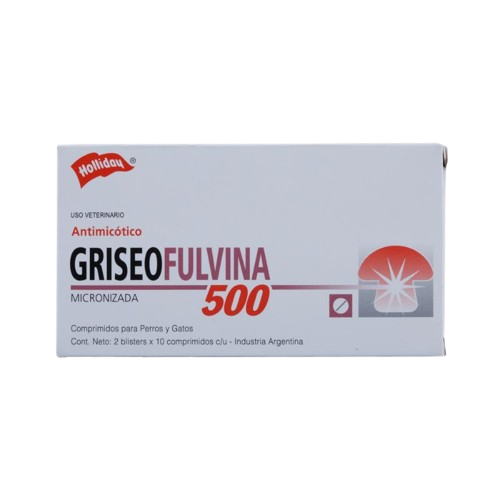 Holliday®
USO VETERINARIO
Antimicótico
GRISEOFULVINA
MICRONIZADA 500
Comprimidos para Perros y Gatos
Cont. Neto: 2 blisters x 10 comprimidos c/u - Industria Argentina